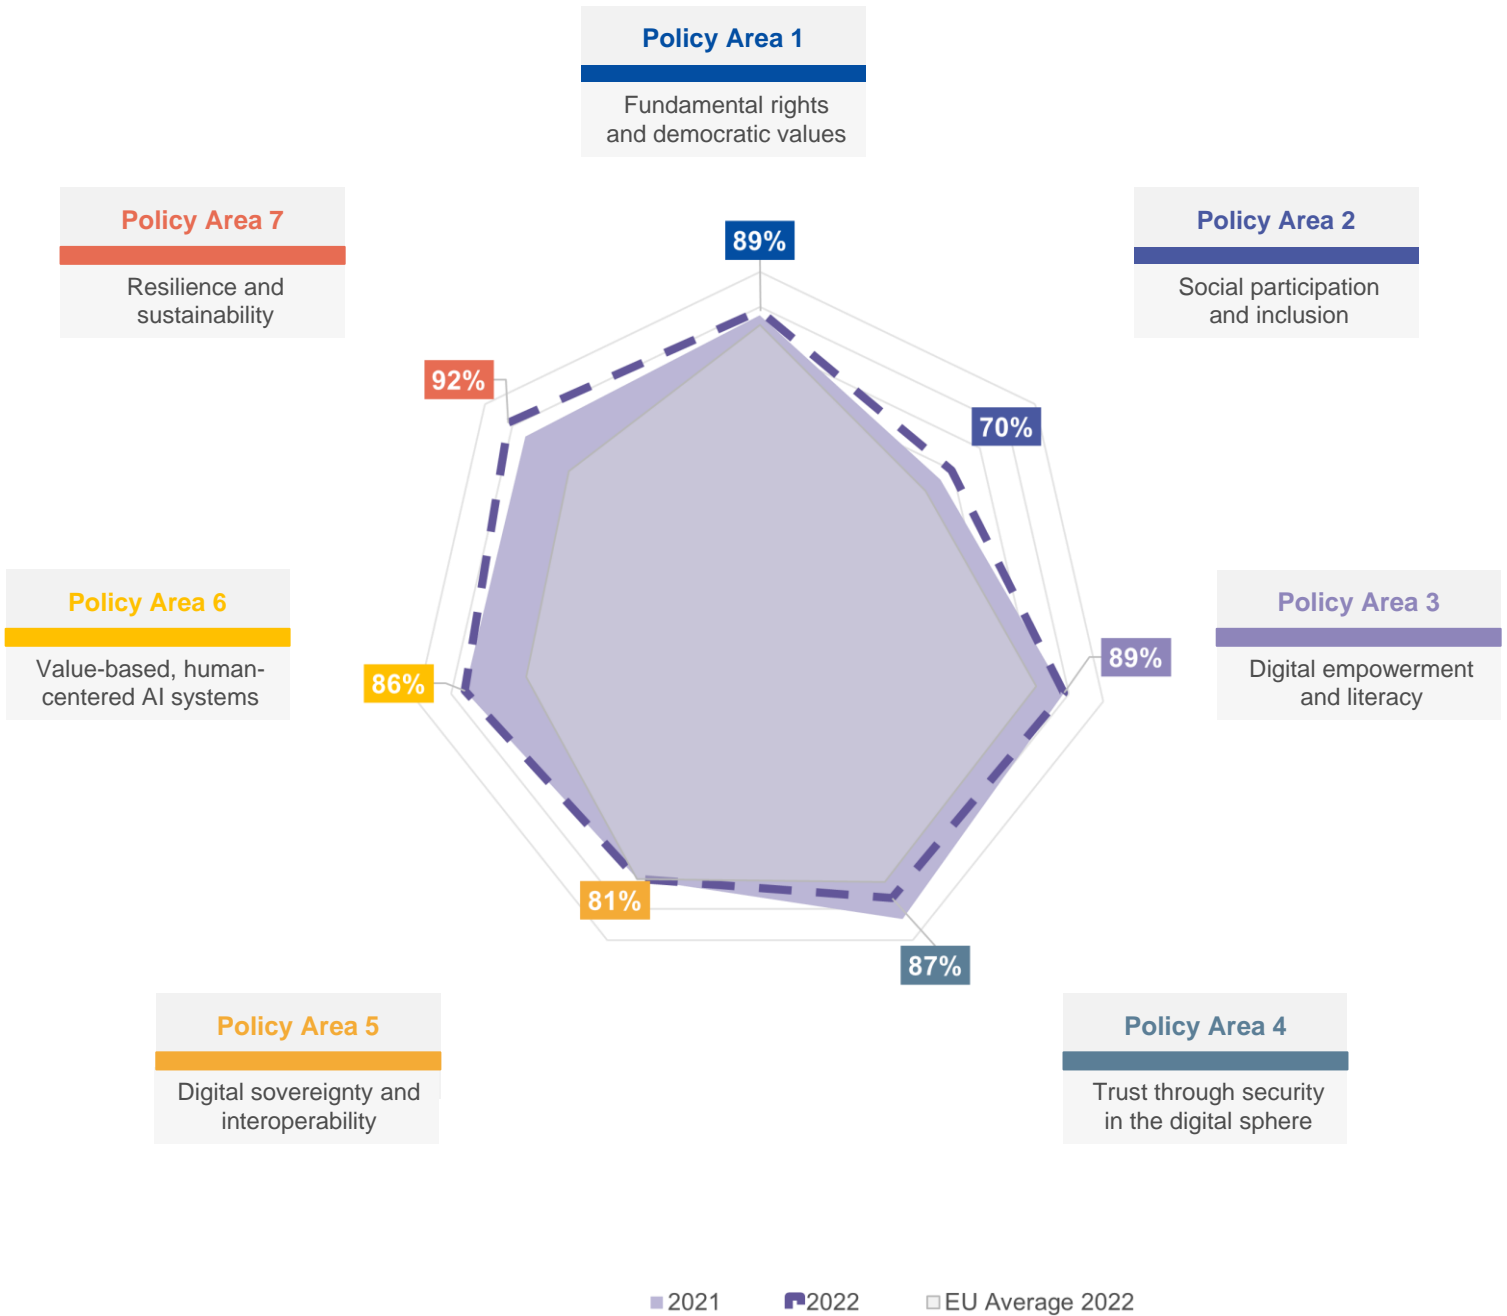 Policy Area 1
Fundamental rights
and democratic values
Policy Area 7
Resilience and
sustainability
Policy Area 2
Social participation
and inclusion
89%
92%
70%
Policy Area 6
Value-based, human-
centered AI systems
86%
89%
Policy Area 3
Digital empowerment
and literacy
81%
87%
Policy Area 5
Digital sovereignty and
interoperability
Policy Area 4
Trust through security
in the digital sphere
2021
2022
EU Average 2022